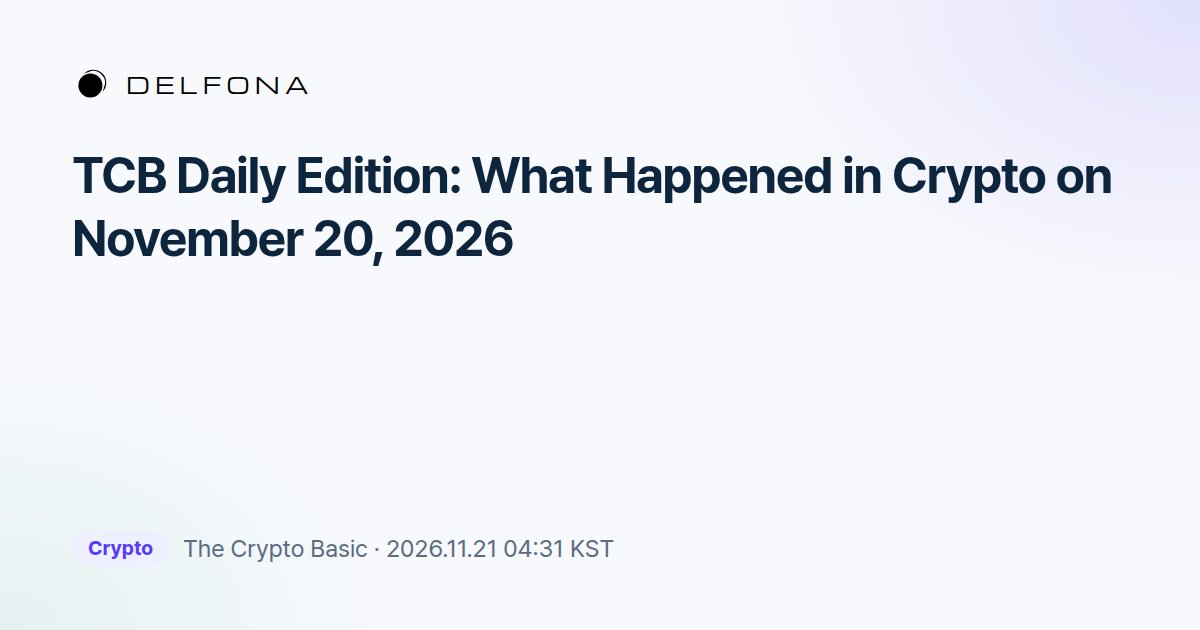 DELFONA
TCB Daily Edition: What Happened in Crypto on
November 20, 2026
Crypto The Crypto Basic · 2026.11.21 04:31 KST